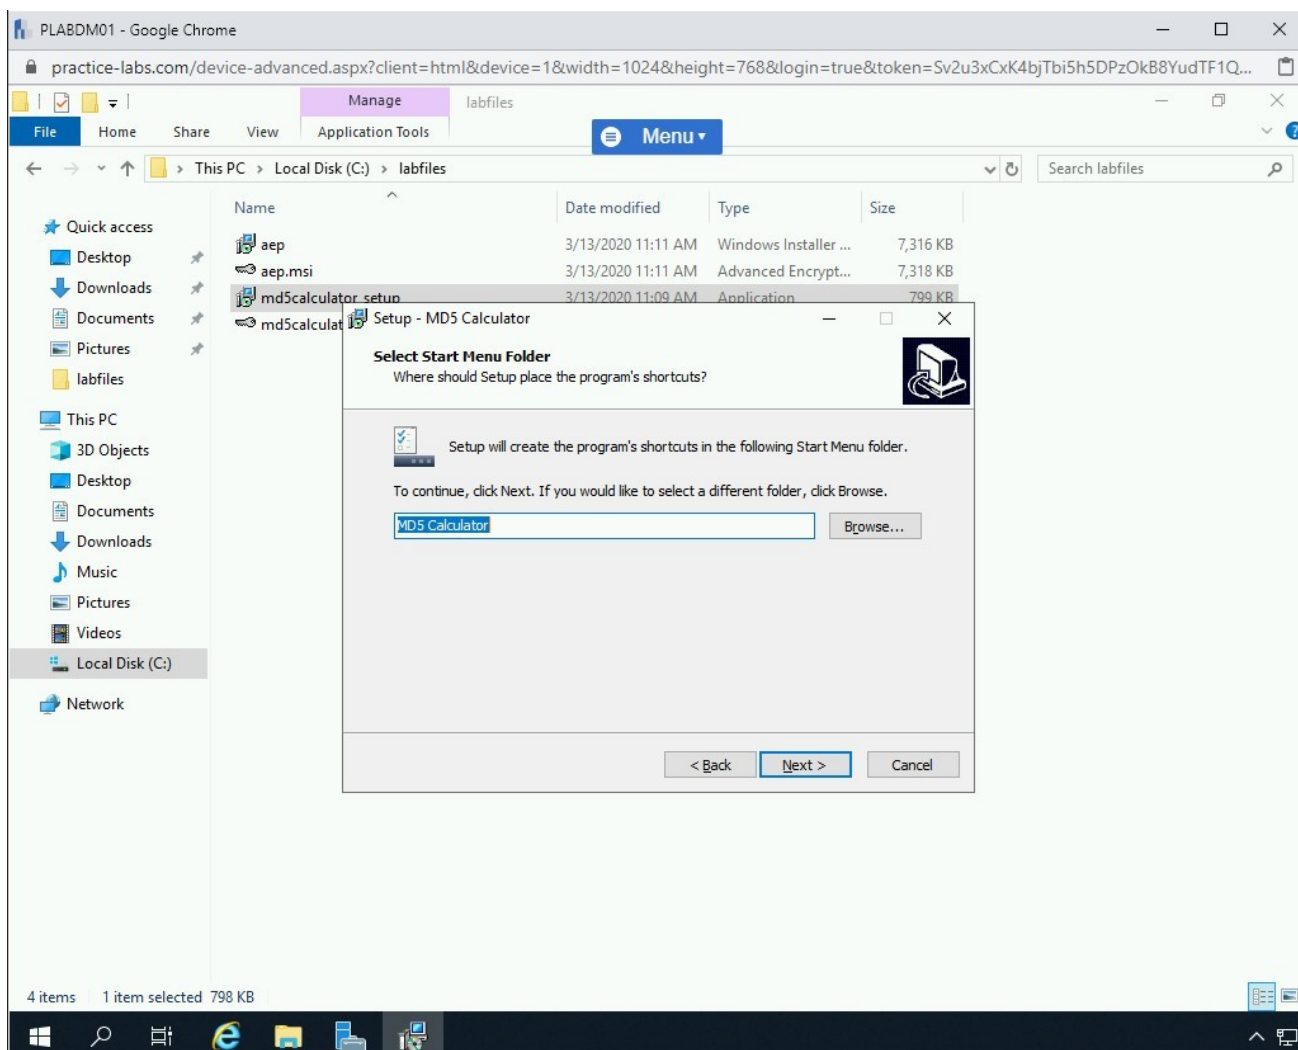 PLABDM01 - Google Chrome
practice-labs.com/device-advanced.aspx?client=html&device=1&width=1024&height=768&login=true&token=Sv2u3xCxK4bjTbi5h5DPzOkB8YudTF1Q...
Manage labfiles
File Home Share View Application Tools
Menu
This PC > Local Disk (C:) > labfiles
Search labfiles
Name Date modified Type Size
Quick access
Desktop
Downloads
Documents
Pictures
labfiles
This PC
3D Objects
Desktop
Documents
Downloads
Music
Pictures
Videos
Local Disk (C:)
Network
aep 3/13/2020 11:11 AM Windows Installer ... 7,316 KB
aep.msi 3/13/2020 11:11 AM Advanced Encrypt... 7,318 KB
md5calculator_setup 3/13/2020 11:09 AM Application 799 KB
md5calculat
Setup - MD5 Calculator
Select Start Menu Folder
Where should Setup place the program's shortcuts?
Setup will create the program's shortcuts in the following Start Menu folder.
To continue, click Next. If you would like to select a different folder, click Browse.
MD5 Calculator
Browse...
< Back Next > Cancel
4 items 1 item selected 798 KB